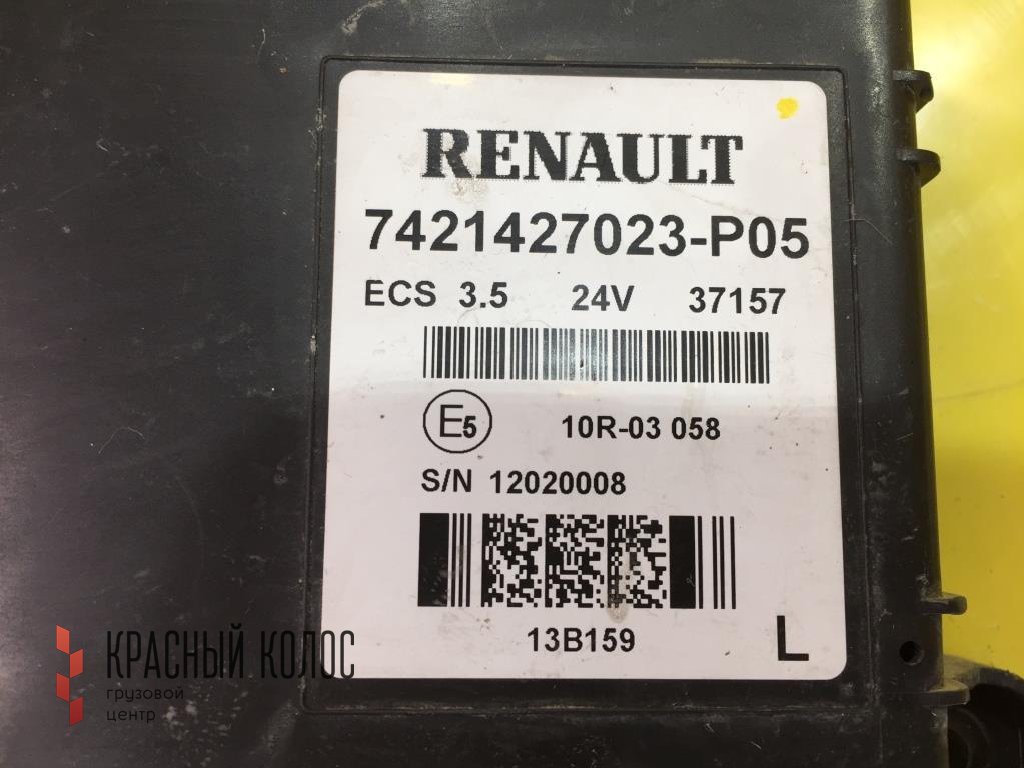 RENAULT
7421427023-P05
ECS 3.5 24V 37157
E5 10R-03 058
S/N 12020008
13B159 L
КРАСНЫЙ КОЛОС
грузовой
центр